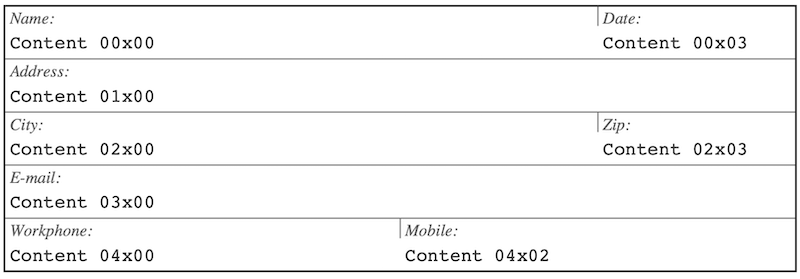 Name: Date:
Content 00x00 Content 00x03
Address:
Content 01x00
City: Zip:
Content 02x00 Content 02x03
E-mail:
Content 03x00
Workphone: Mobile:
Content 04x00 Content 04x02